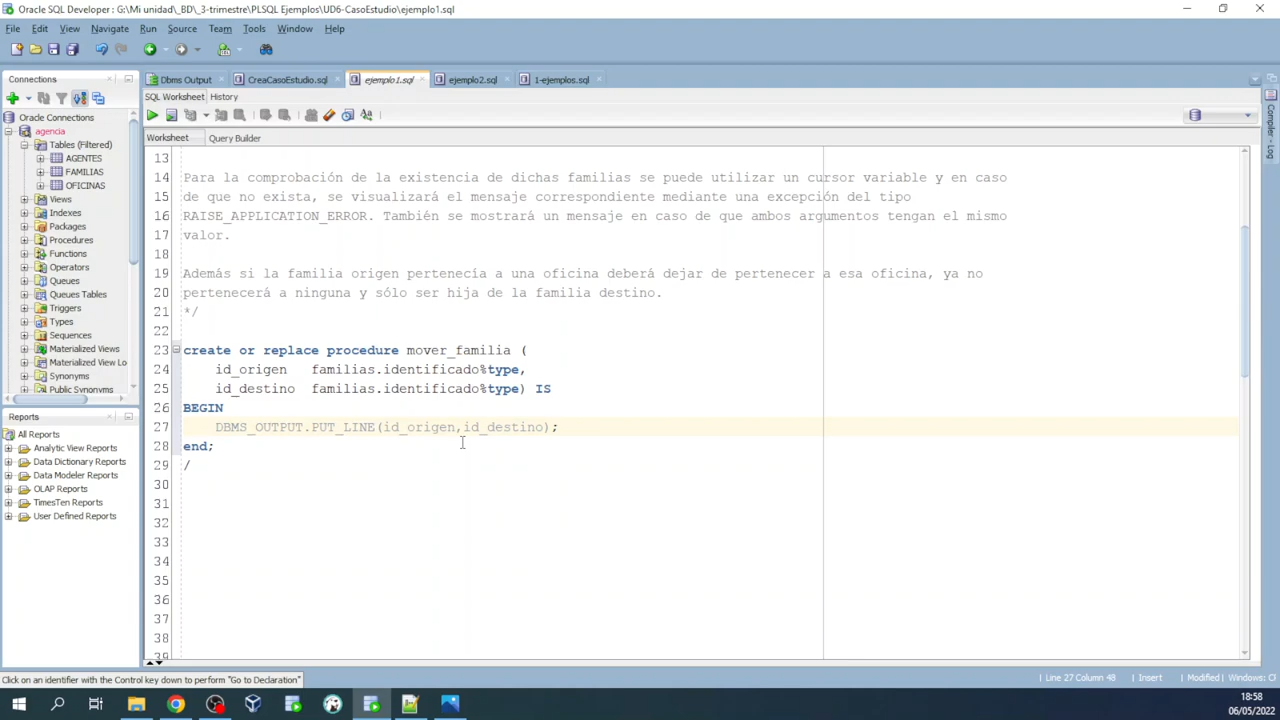 Oracle SQL Developer : G:\Mi unidad\_BD\_3-trimestre\PLSQL Ejemplos\UD6-CasoEstudio\ejemplo1.sql
File Edit View Navigate Run Source Team Tools Window Help
Connections
Dbms Output CreaCasoEstudio.sql ejemplo1.sql ejemplo2.sql 1-ejemplos.sql
SQL Worksheet History
Oracle Connections
agencia
Tables (Filtered)
AGENTES
FAMILIAS
OFICINAS
Views
Indexes
Packages
Procedures
Functions
Operators
Queues
Queues Tables
Triggers
Types
Sequences
Materialized Views
Materialized View Lo
Synonyms
Public Synonyms
Reports
All Reports
Analytic View Reports
Data Dictionary Reports
Data Modeler Reports
OLAP Reports
TimesTen Reports
User Defined Reports
Worksheet Query Builder
13
14 Para la comprobación de la existencia de dichas familias se puede utilizar un cursor variable y en caso
15 de que no exista, se visualizará el mensaje correspondiente mediante una excepción del tipo
16 RAISE_APPLICATION_ERROR. También se mostrará un mensaje en caso de que ambos argumentos tengan el mismo
17 valor.
18
19 Además si la familia origen pertenecía a una oficina deberá dejar de pertenecer a esa oficina, ya no
20 pertenecerá a ninguna y sólo ser hija de la familia destino.
21 */
22
23 create or replace procedure mover_familia (
24 id_origen familias.identificado%type,
25 id_destino familias.identificado%type) IS
26 BEGIN
27 DBMS_OUTPUT.PUT_LINE(id_origen,id_destino);
28 end;
29 /
30
31
32
33
34
35
36
37
38
39
Compiler - Log
Click on an identifier with the Control key down to perform "Go to Declaration"
Line 27 Column 48 Insert Modified Windows: CF
18:58
06/05/2022